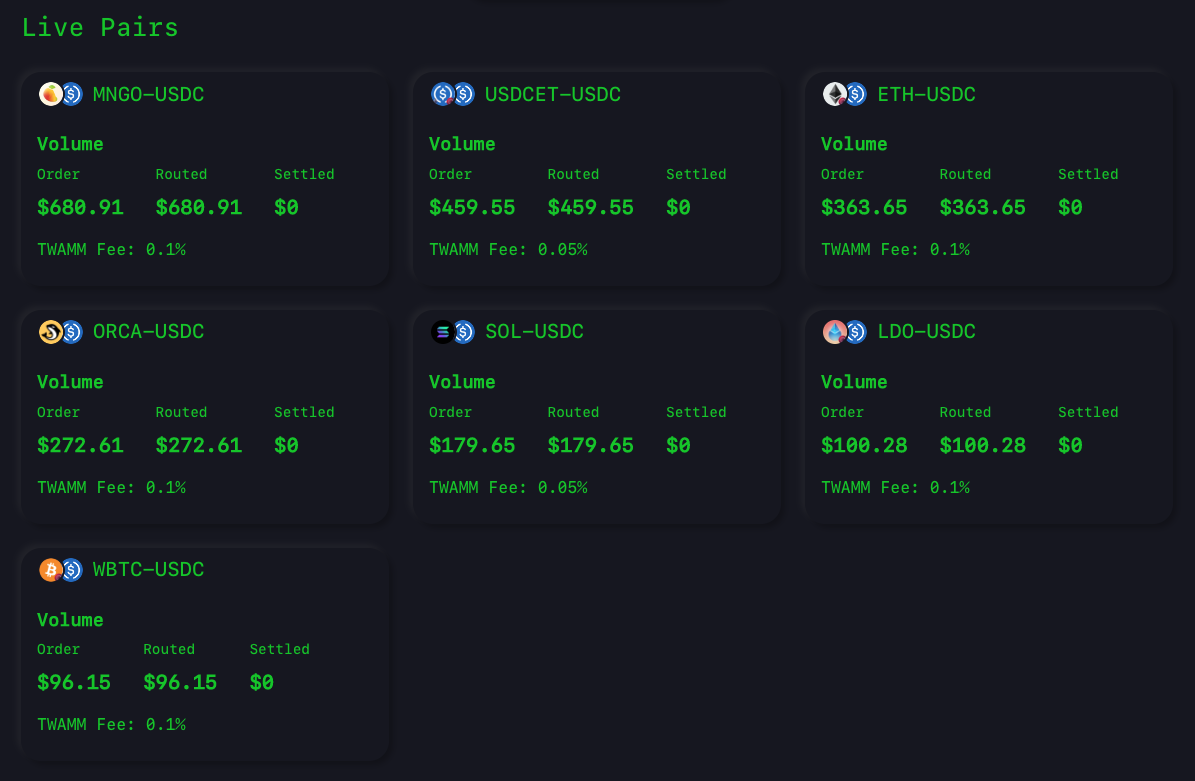 Live Pairs
MNGO–USDC
Volume
Order Routed Settled
$680.91 $680.91 $0
TWAMM Fee: 0.1%
USDCET–USDC
Volume
Order Routed Settled
$459.55 $459.55 $0
TWAMM Fee: 0.05%
ETH–USDC
Volume
Order Routed Settled
$363.65 $363.65 $0
TWAMM Fee: 0.1%
ORCA–USDC
Volume
Order Routed Settled
$272.61 $272.61 $0
TWAMM Fee: 0.1%
SOL–USDC
Volume
Order Routed Settled
$179.65 $179.65 $0
TWAMM Fee: 0.05%
LDO–USDC
Volume
Order Routed Settled
$100.28 $100.28 $0
TWAMM Fee: 0.1%
WBTC–USDC
Volume
Order Routed Settled
$96.15 $96.15 $0
TWAMM Fee: 0.1%